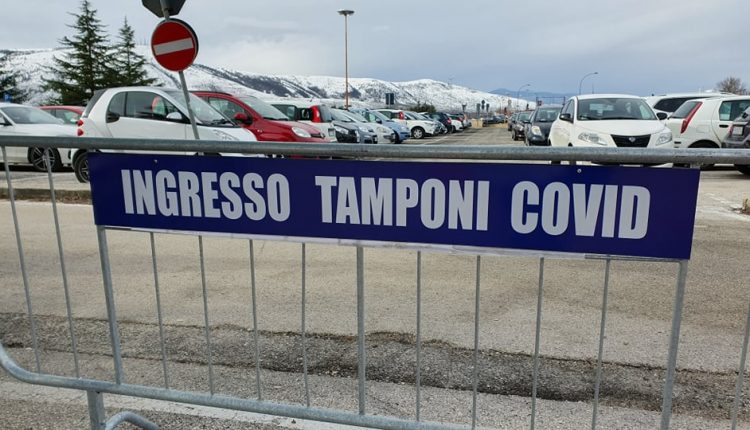 INGRESSO TAMPONI COVID